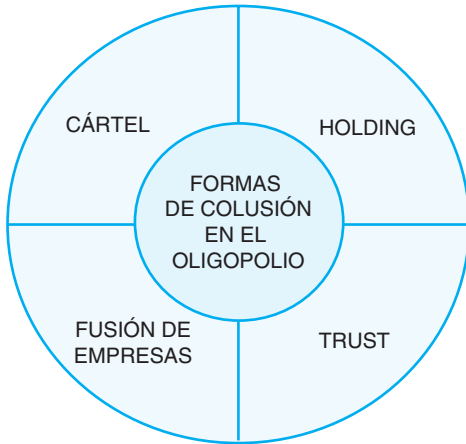 CÁRTEL
HOLDING
FORMAS
DE COLUSIÓN
EN EL
OLIGOPOLIO
FUSIÓN DE
EMPRESAS
TRUST